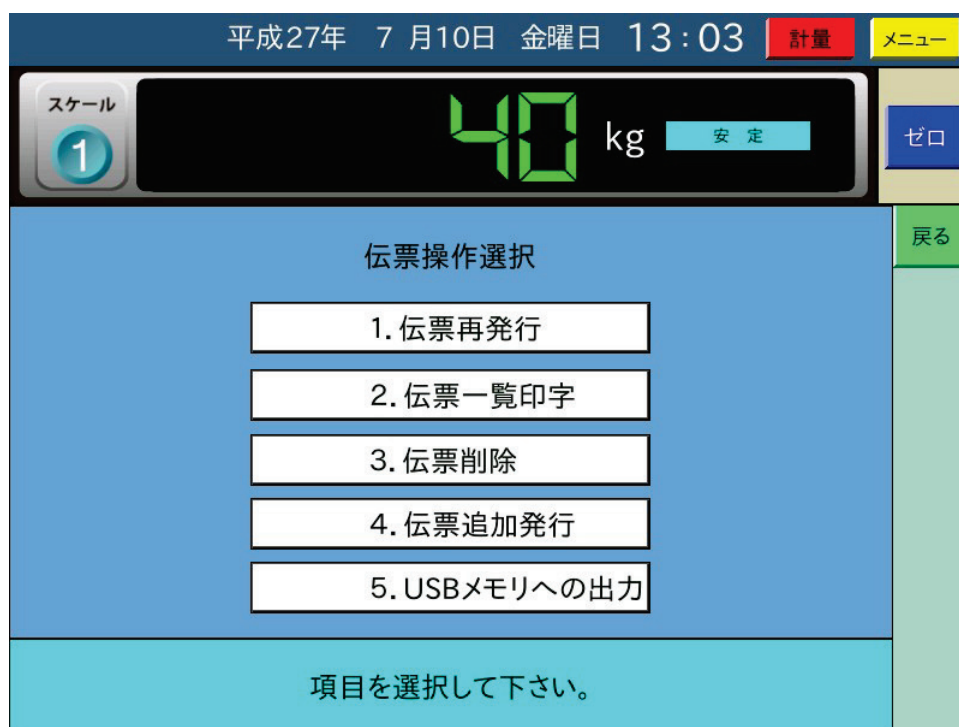 平成27年 7月10日 金曜日 13:03 計量 メニュー
スケール
1
40 kg 安定
ゼロ
戻る
伝票操作選択
1.伝票再発行
2.伝票一覧印字
3.伝票削除
4.伝票追加発行
5.USBメモリへの出力
項目を選択して下さい。